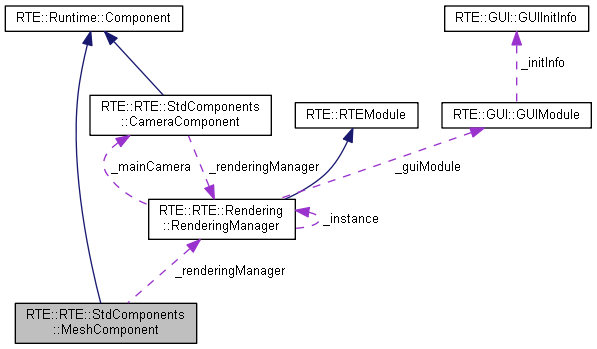 RTE::Runtime::Component
RTE::GUI::GUIInitInfo
_initInfo
RTE::RTE::StdComponents
::CameraComponent
RTE::RTEModule
RTE::GUI::GUIModule
_mainCamera
_renderingManager
_guiModule
RTE::RTE::Rendering
::RenderingManager
_instance
_renderingManager
RTE::RTE::StdComponents
::MeshComponent